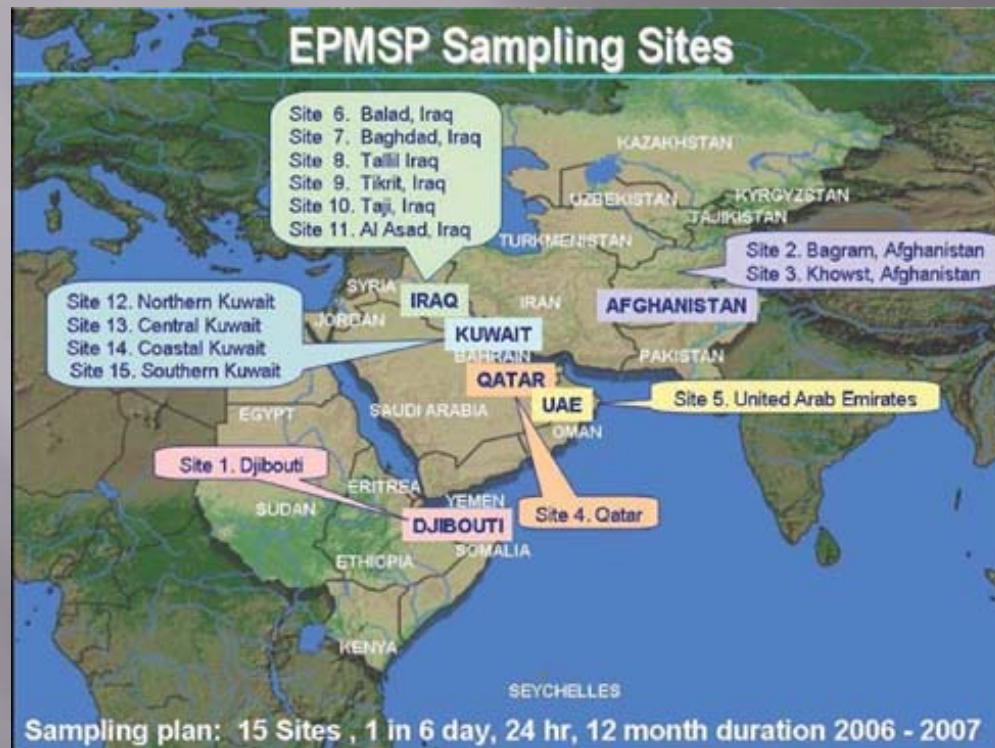 EPMSP Sampling Sites
Site 6. Balad, Iraq
Site 7. Baghdad, Iraq
Site 8. Tallil Iraq
Site 9. Tikrit, Iraq
Site 10. Taji, Iraq
Site 11. Al Asad, Iraq
KAZAKHSTAN
UZBEKISTAN
KYRGYZSTAN
TAJIKISTAN
TURKMENISTAN
Site 2. Bagram, Afghanistan
Site 3. Khowst, Afghanistan
SYRIA
IRAQ
IRAN
AFGHANISTAN
Site 12. Northern Kuwait
Site 13. Central Kuwait
Site 14. Coastal Kuwait
Site 15. Southern Kuwait
JORDAN
KUWAIT
BAHRAIN
PAKISTAN
QATAR
UAE
Site 5. United Arab Emirates
EGYPT
SAUDI ARABIA
OMAN
Site 1. Djibouti
ERITREA
YEMEN
SUDAN
DJIBOUTI
Site 4. Qatar
SOMALIA
ETHIOPIA
KENYA
SEYCHELLES
Sampling plan: 15 Sites , 1 in 6 day, 24 hr, 12 month duration 2006 - 2007